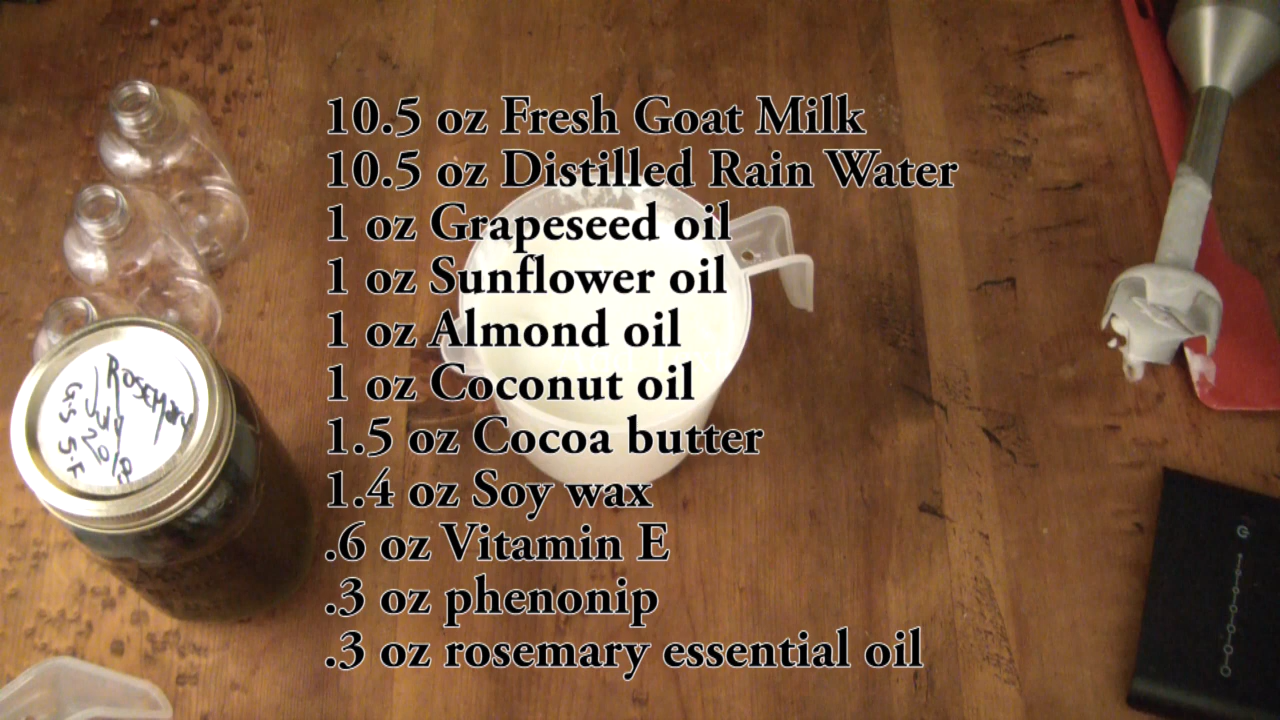 10.5 oz Fresh Goat Milk
10.5 oz Distilled Rain Water
1 oz Grapeseed oil
1 oz Sunflower oil
1 oz Almond oil
1 oz Coconut oil
1.5 oz Cocoa butter
1.4 oz Soy wax
.6 oz Vitamin E
.3 oz phenonip
.3 oz rosemary essential oil
Rosemary
July
20